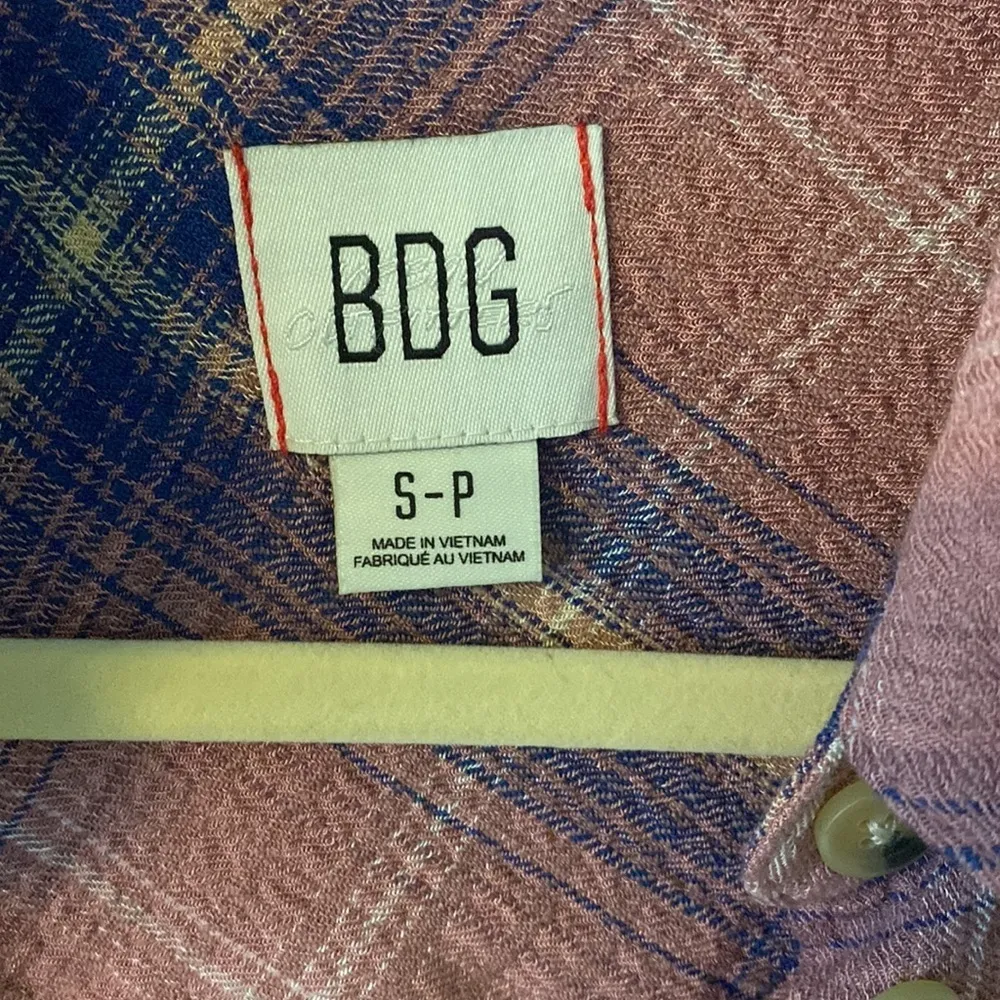 BDG
S-P
MADE IN VIETNAM
FABRIQUÉ AU VIETNAM